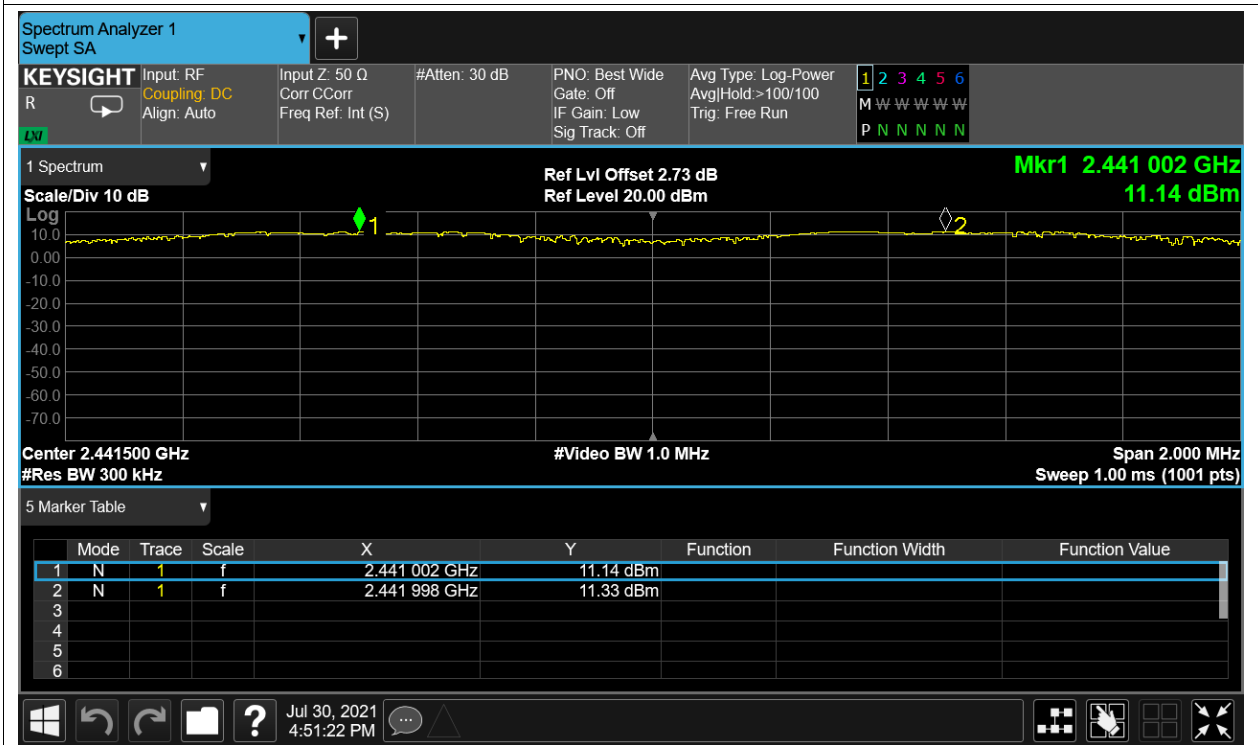 Spectrum Analyzer 1
Swept SA
KEYSIGHT
R
LXI
Input: RF
Coupling: DC
Align: Auto
Input Z: 50 Ω
Corr CCorr
Freq Ref: Int (S)
#Atten: 30 dB
PNO: Best Wide
Gate: Off
IF Gain: Low
Sig Track: Off
Avg Type: Log-Power
Avg|Hold:>100/100
Trig: Free Run
1 2 3 4 5 6
M W W W W W
P N N N N N
1 Spectrum
Scale/Div 10 dB
Ref Lvl Offset 2.73 dB
Ref Level 20.00 dBm
Mkr1 2.441 002 GHz
11.14 dBm
Log
10.0
0.00
-10.0
-20.0
-30.0
-40.0
-50.0
-60.0
-70.0
1
2
Center 2.441500 GHz
#Res BW 300 kHz
#Video BW 1.0 MHz
Span 2.000 MHz
Sweep 1.00 ms (1001 pts)
5 Marker Table
Mode Trace Scale X Y Function Function Width Function Value
1 N 1 f 2.441 002 GHz 11.14 dBm
2 N 1 f 2.441 998 GHz 11.33 dBm
3
4
5
6
?
Jul 30, 2021
4:51:22 PM